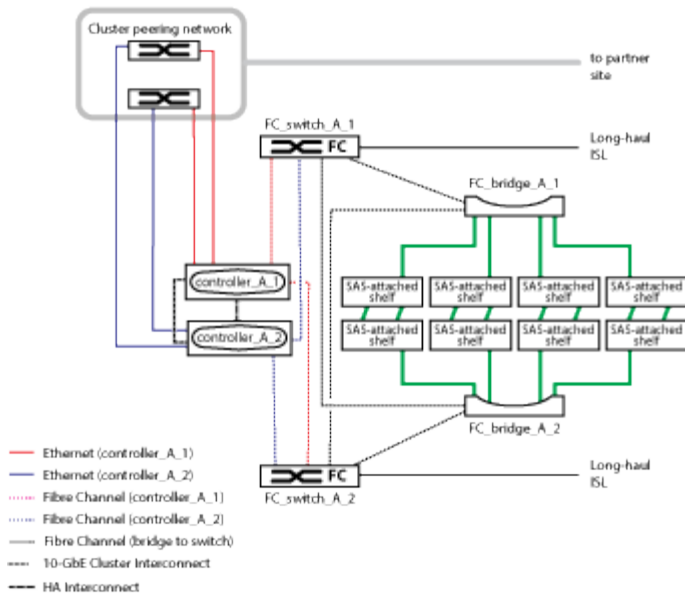 Cluster peering network
to partner
site
FC_switch_A_1
FC
Long-haul
ISL
FC_bridge_A_1
controller_A_1
controller_A_2
SAS-attached
shelf
SAS-attached
shelf
SAS-attached
shelf
SAS-attached
shelf
SAS-attached
shelf
SAS-attached
shelf
SAS-attached
shelf
SAS-attached
shelf
FC_bridge_A_2
FC
FC_switch_A_2
Long-haul
ISL
Ethernet (controller_A_1)
Ethernet (controller_A_2)
Fibre Channel (controller_A_1)
Fibre Channel (controller_A_2)
Fibre Channel (bridge to switch)
10-GbE Cluster Interconnect
HA Interconnect